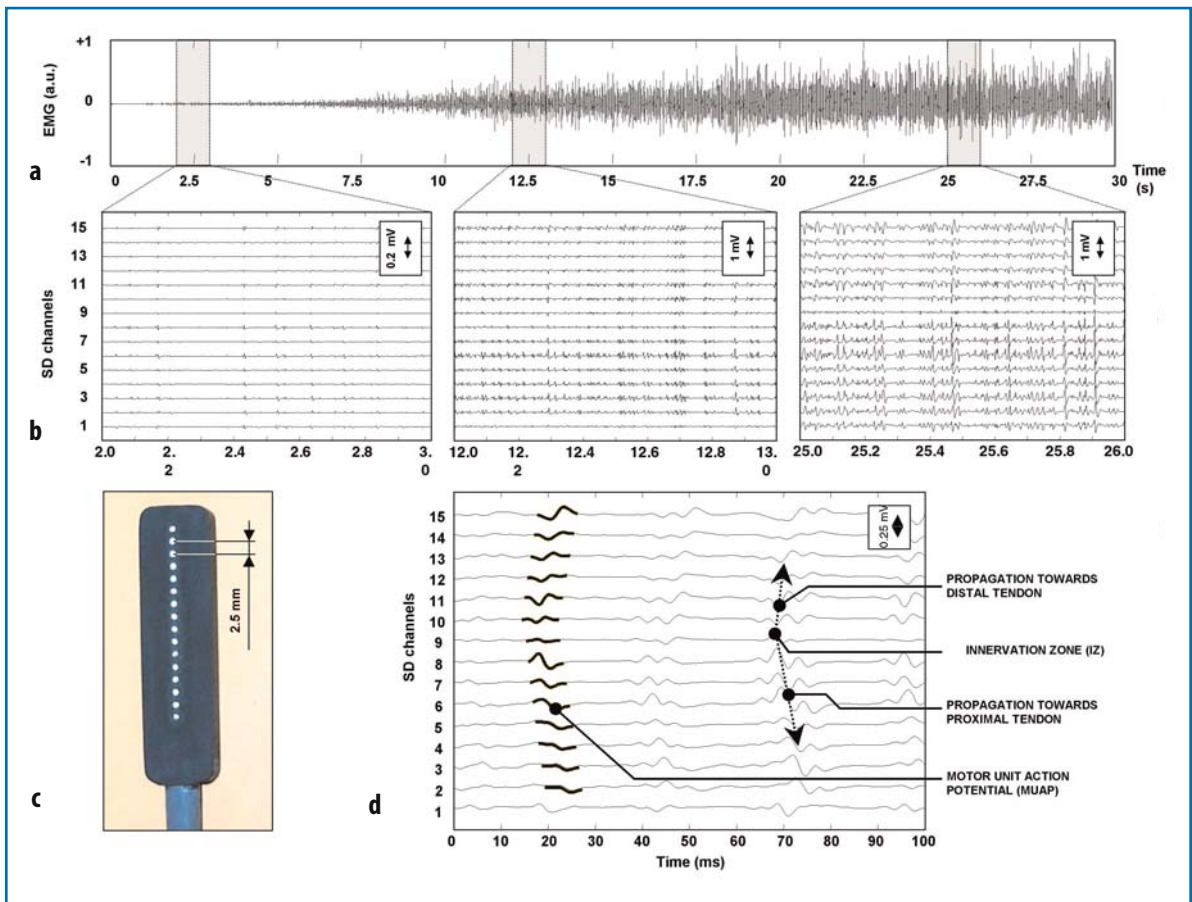 +1
EMG (a.u.)
0
-1
a
0 2.5 5 7.5 10 12.5 15 17.5 20 22.5 25 27.5 30
Time
(s)
15
13
11
9
7
5
3
1
SD channels
0.2 mV
1 mV
1 mV
b
2.0 2. 2.4 2.6 2.8 3.
2 0
12.0 12. 12.4 12.6 12.8 13.
2 0
25.0 25.2 25.4 25.6 25.8 26.0
2.5 mm
c
15
14
13
12
11
10
9
8
7
6
5
4
3
2
1
SD channels
0.25 mV
PROPAGATION TOWARDS
DISTAL TENDON
INNERVATION ZONE (IZ)
PROPAGATION TOWARDS
PROXIMAL TENDON
MOTOR UNIT ACTION
POTENTIAL (MUAP)
d
0 10 20 30 40 50 60 70 80 90 100
Time (ms)